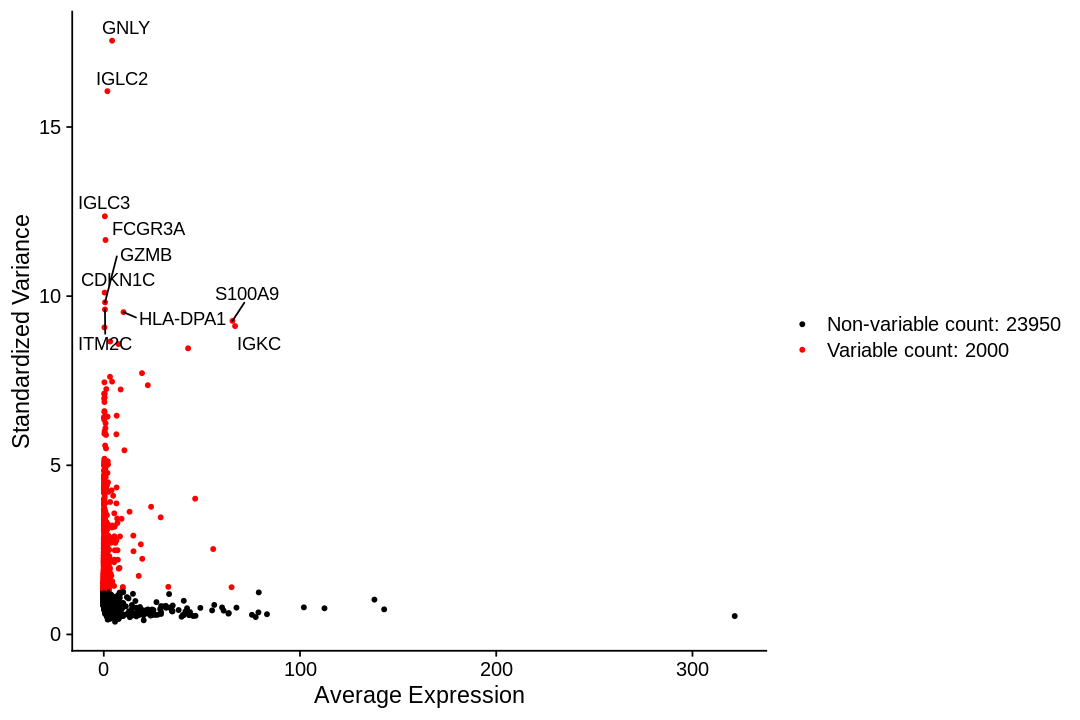 GNLY
IGLC2
15
IGLC3
FCGR3A
GZMB
CDKN1C
10
S100A9
HLA-DPA1
ITM2C
IGKC
5
0
0 100 200 300
Average Expression
Standardized Variance
Non-variable count: 23950
Variable count: 2000